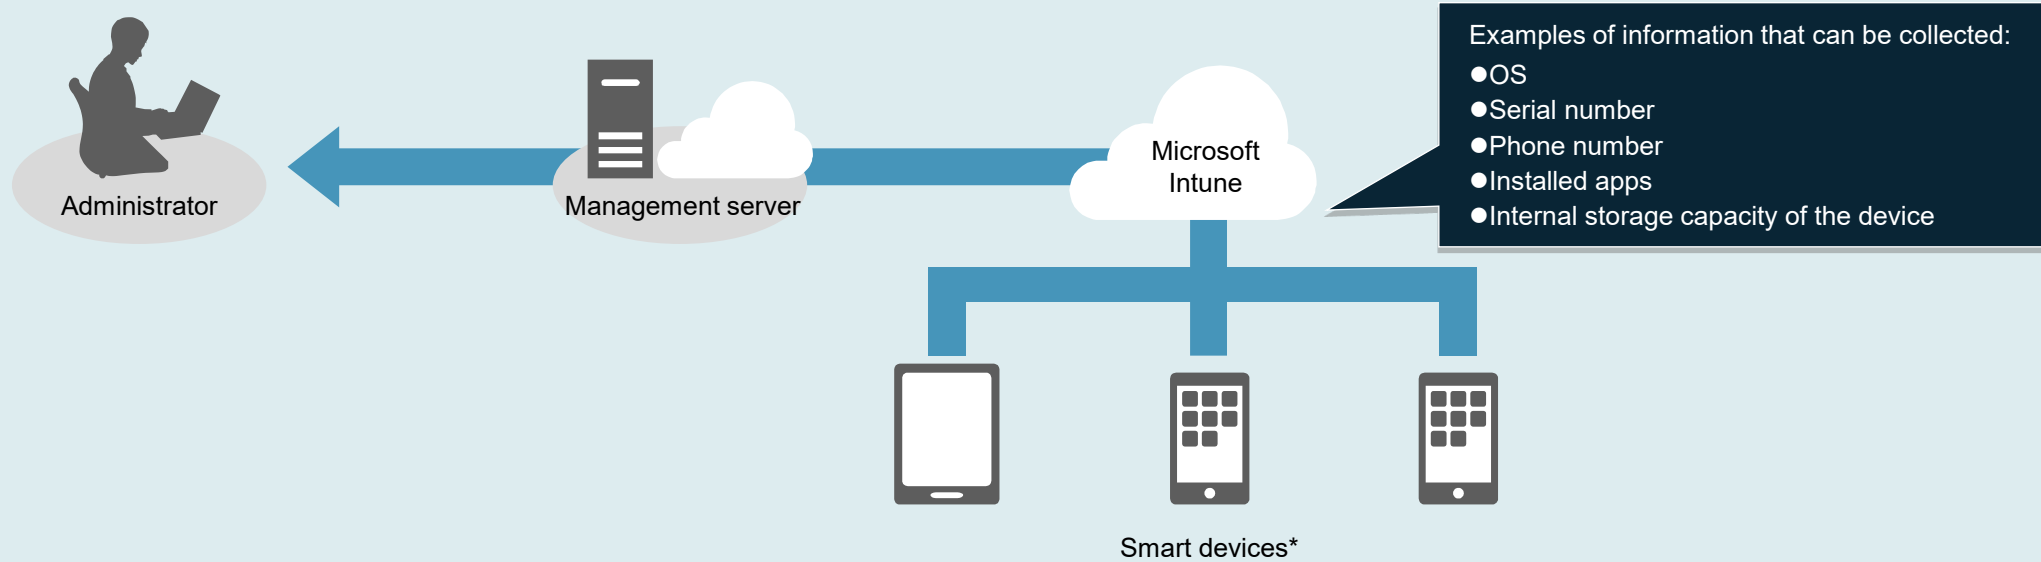 Administrator
Management server
Microsoft
Intune
Examples of information that can be collected:
●OS
●Serial number
●Phone number
●Installed apps
●Internal storage capacity of the device
Smart devices*